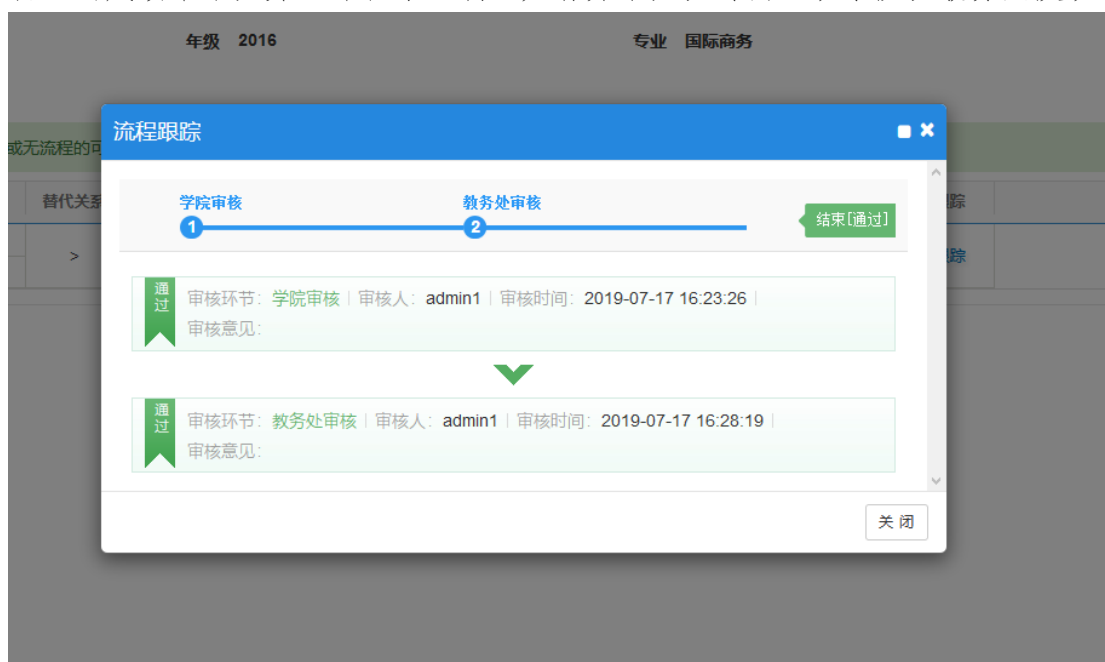 年级 2016 专业 国际商务
流程跟踪
或无流程的可
替代关系
踪
学院审核 教务处审核
1 2
结束[通过]
>
踪
通过
审核环节：学院审核 | 审核人：admin1 | 审核时间：2019-07-17 16:23:26 |
审核意见：
通过
审核环节：教务处审核 | 审核人：admin1 | 审核时间：2019-07-17 16:28:19 |
审核意见：
关 闭